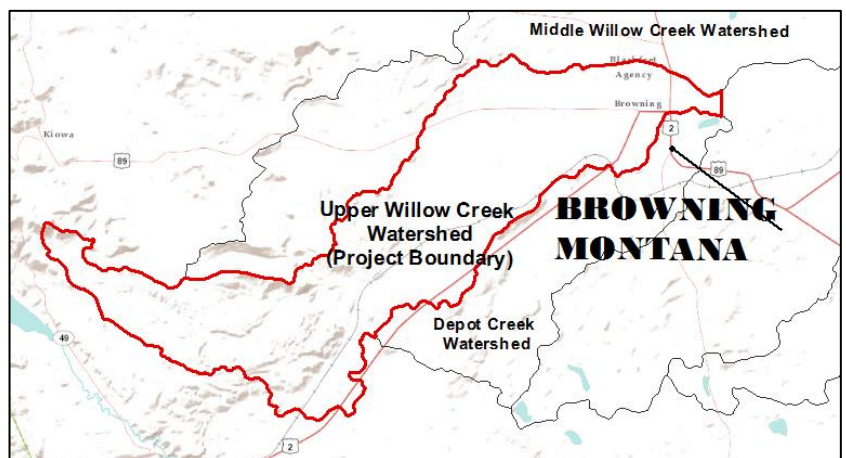 Middle Willow Creek Watershed
Blackfeet
Agency
Browning
2
Kiowa
89
89
Upper Willow Creek
Watershed
(Project Boundary)
BROWNING
MONTANA
49
Depot Creek
Watershed
2